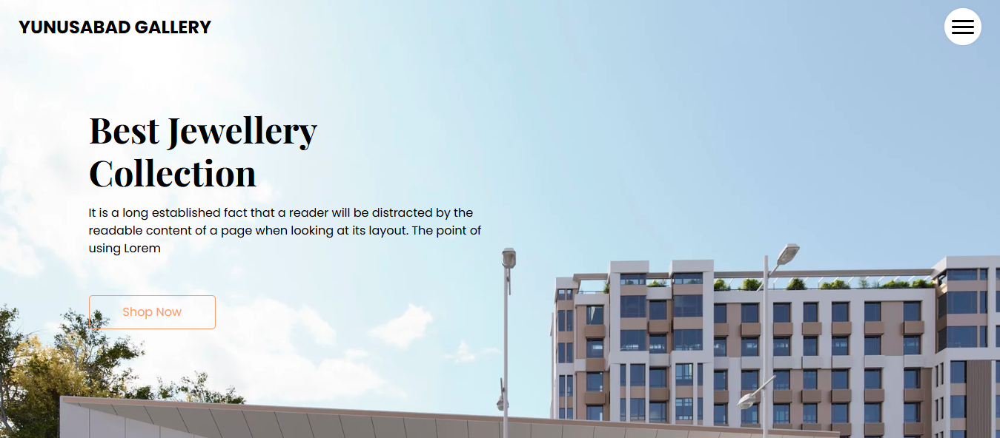 YUNUSABAD GALLERY
Best Jewellery
Collection
It is a long established fact that a reader will be distracted by the
readable content of a page when looking at its layout. The point of
using Lorem
Shop Now